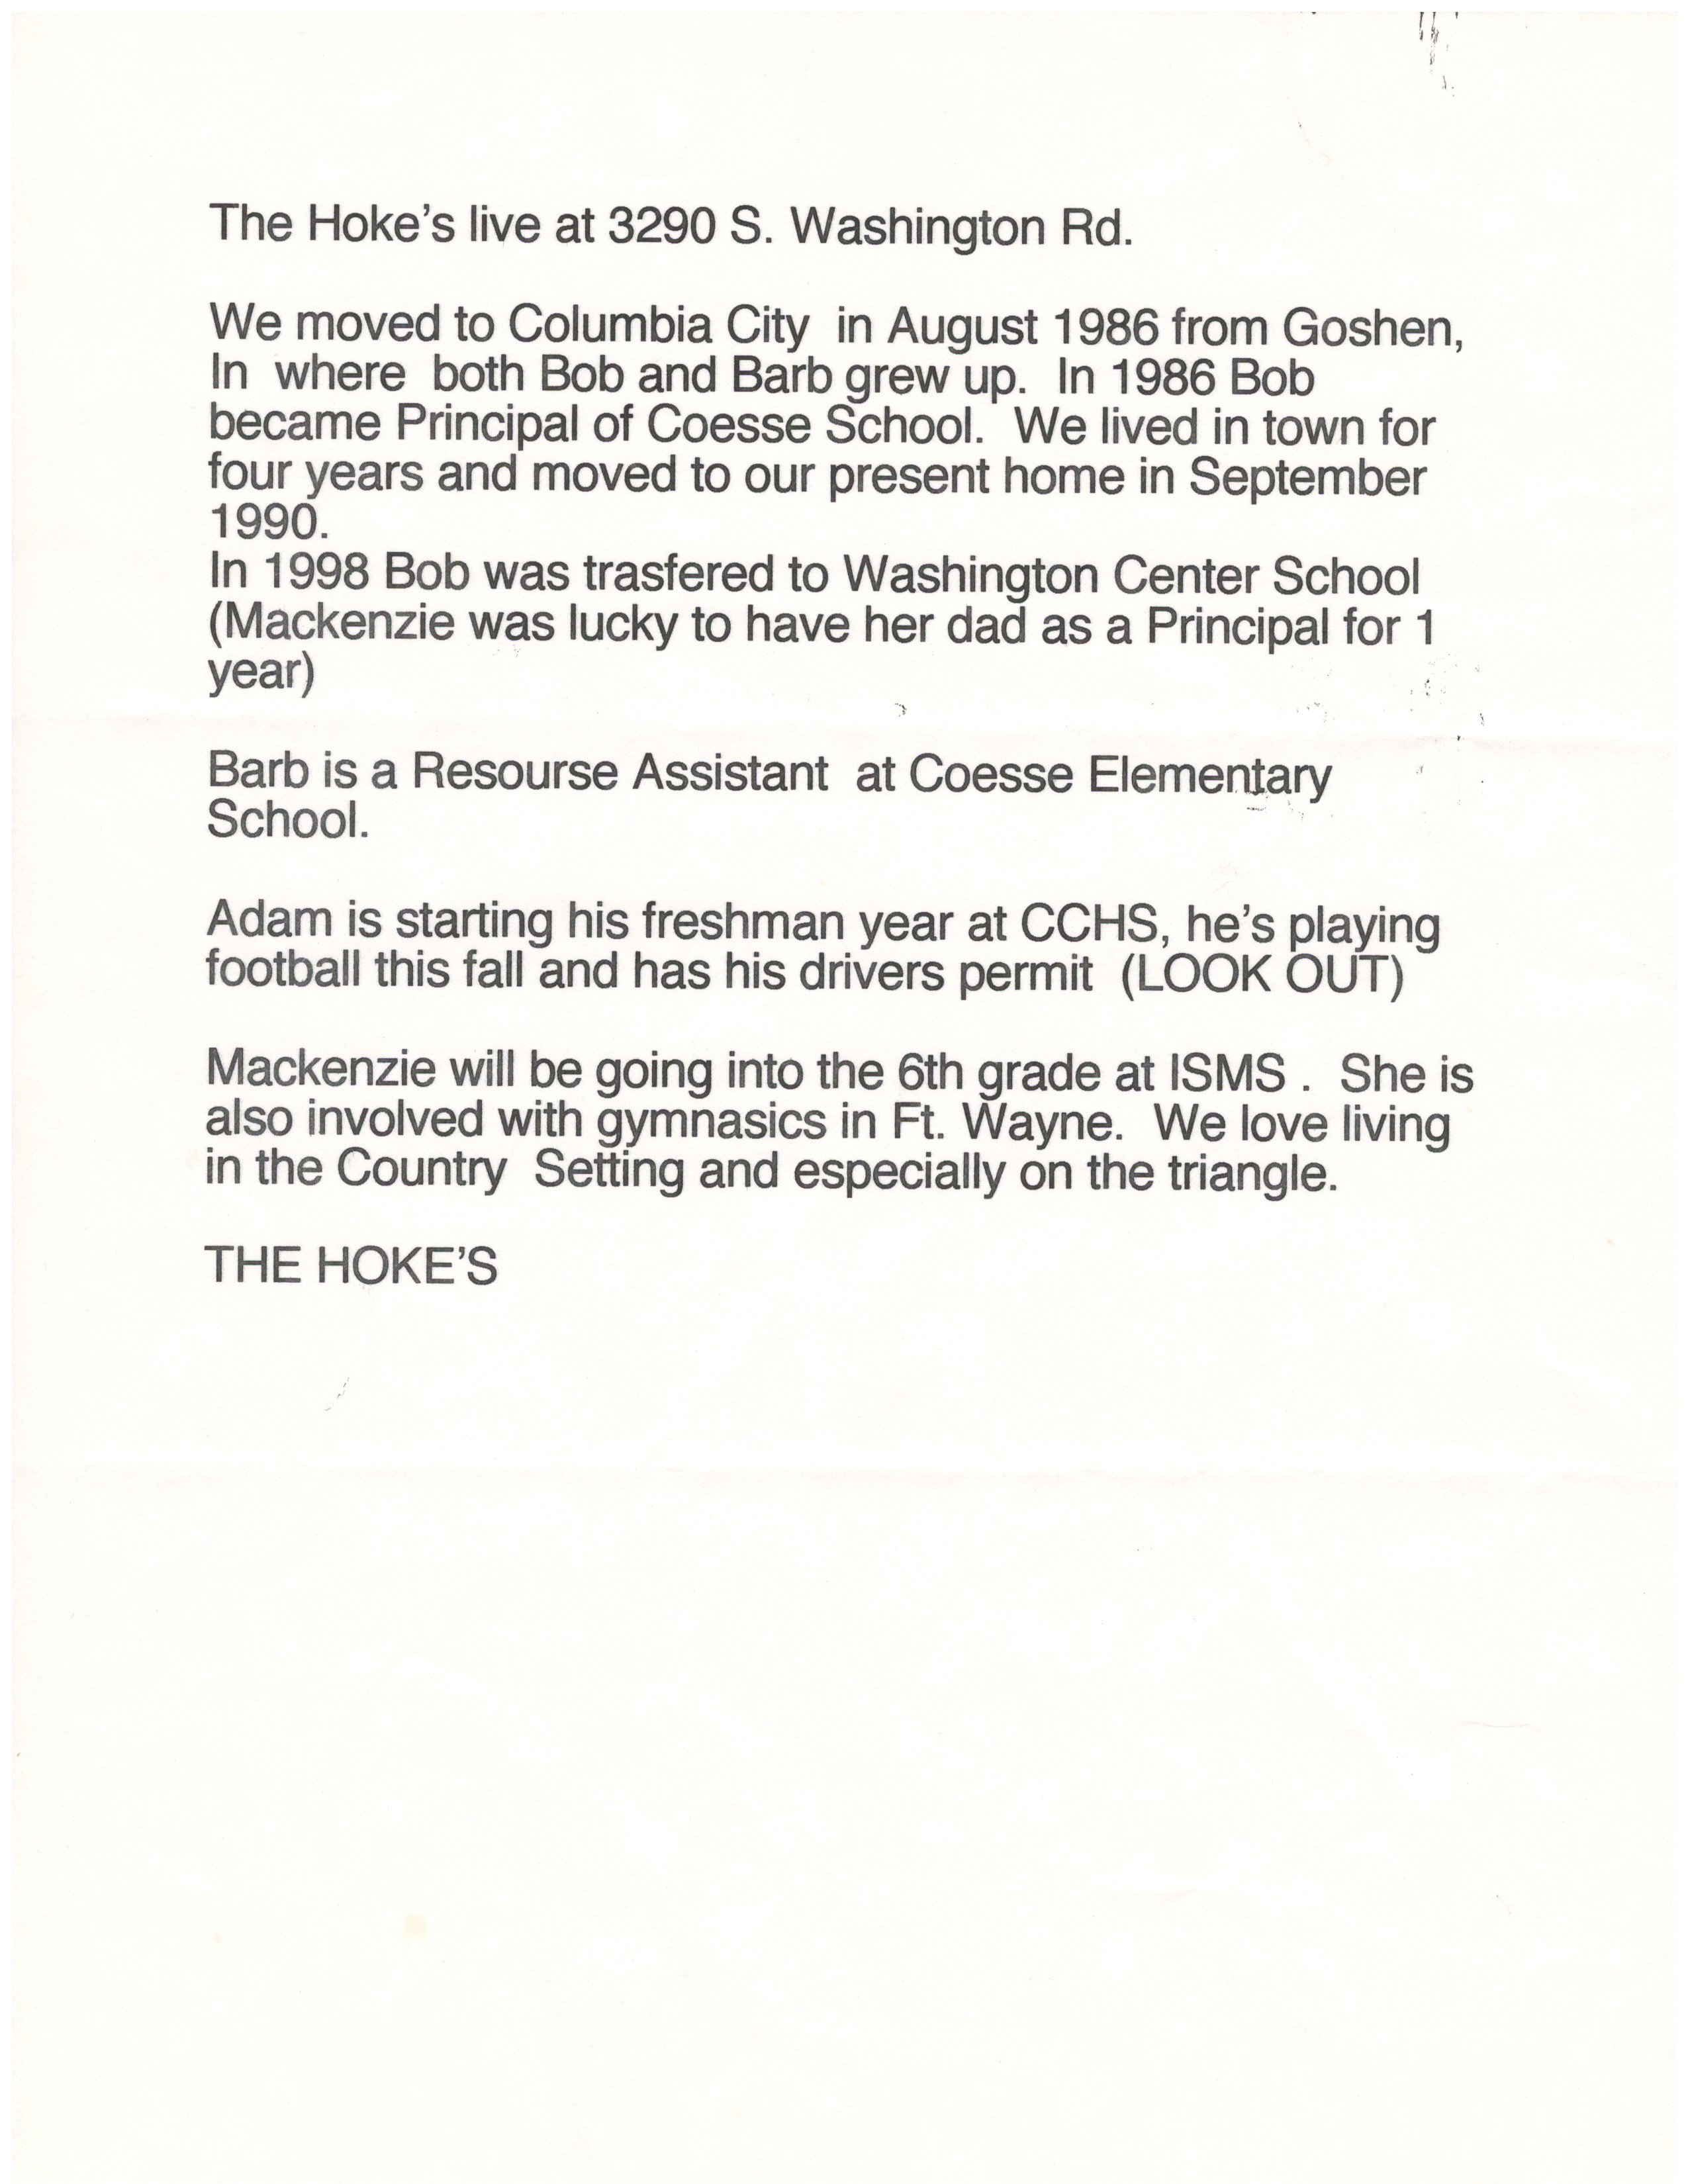 The Hoke's live at 3290 S. Washington Rd.
We moved to Columbia City  in August 1986 from Goshen,
In  where  both Bob and Barb grew up.  In 1986 Bob
became Principal of Coesse School.  We lived in town for
four years and moved to our present home in September
1990.
In 1998 Bob was trasfered to Washington Center School
(Mackenzie was lucky to have her dad as a Principal for 1
year)
Barb is a Resourse Assistant  at Coesse Elementary
School.
Adam is starting his freshman year at CCHS, he's playing
football this fall and has his drivers permit  (LOOK OUT)
Mackenzie will be going into the 6th grade at ISMS .  She is
also involved with gymnasics in Ft. Wayne.  We love living
in the Country  Setting and especially on the triangle.
THE HOKE'S